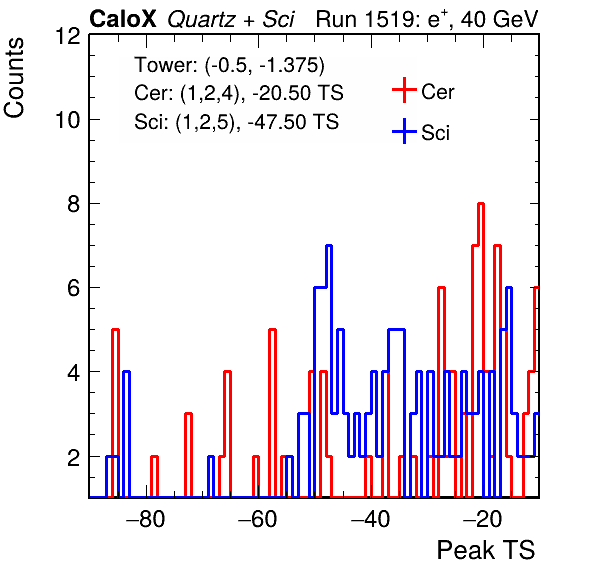 CaloX Quartz + Sci Run 1519: e⁺, 40 GeV
Counts
12
10
8
6
4
2
Tower: (-0.5, -1.375)
Cer: (1,2,4), -20.50 TS
Sci: (1,2,5), -47.50 TS
Cer
Sci
−80 −60 −40 −20
Peak TS